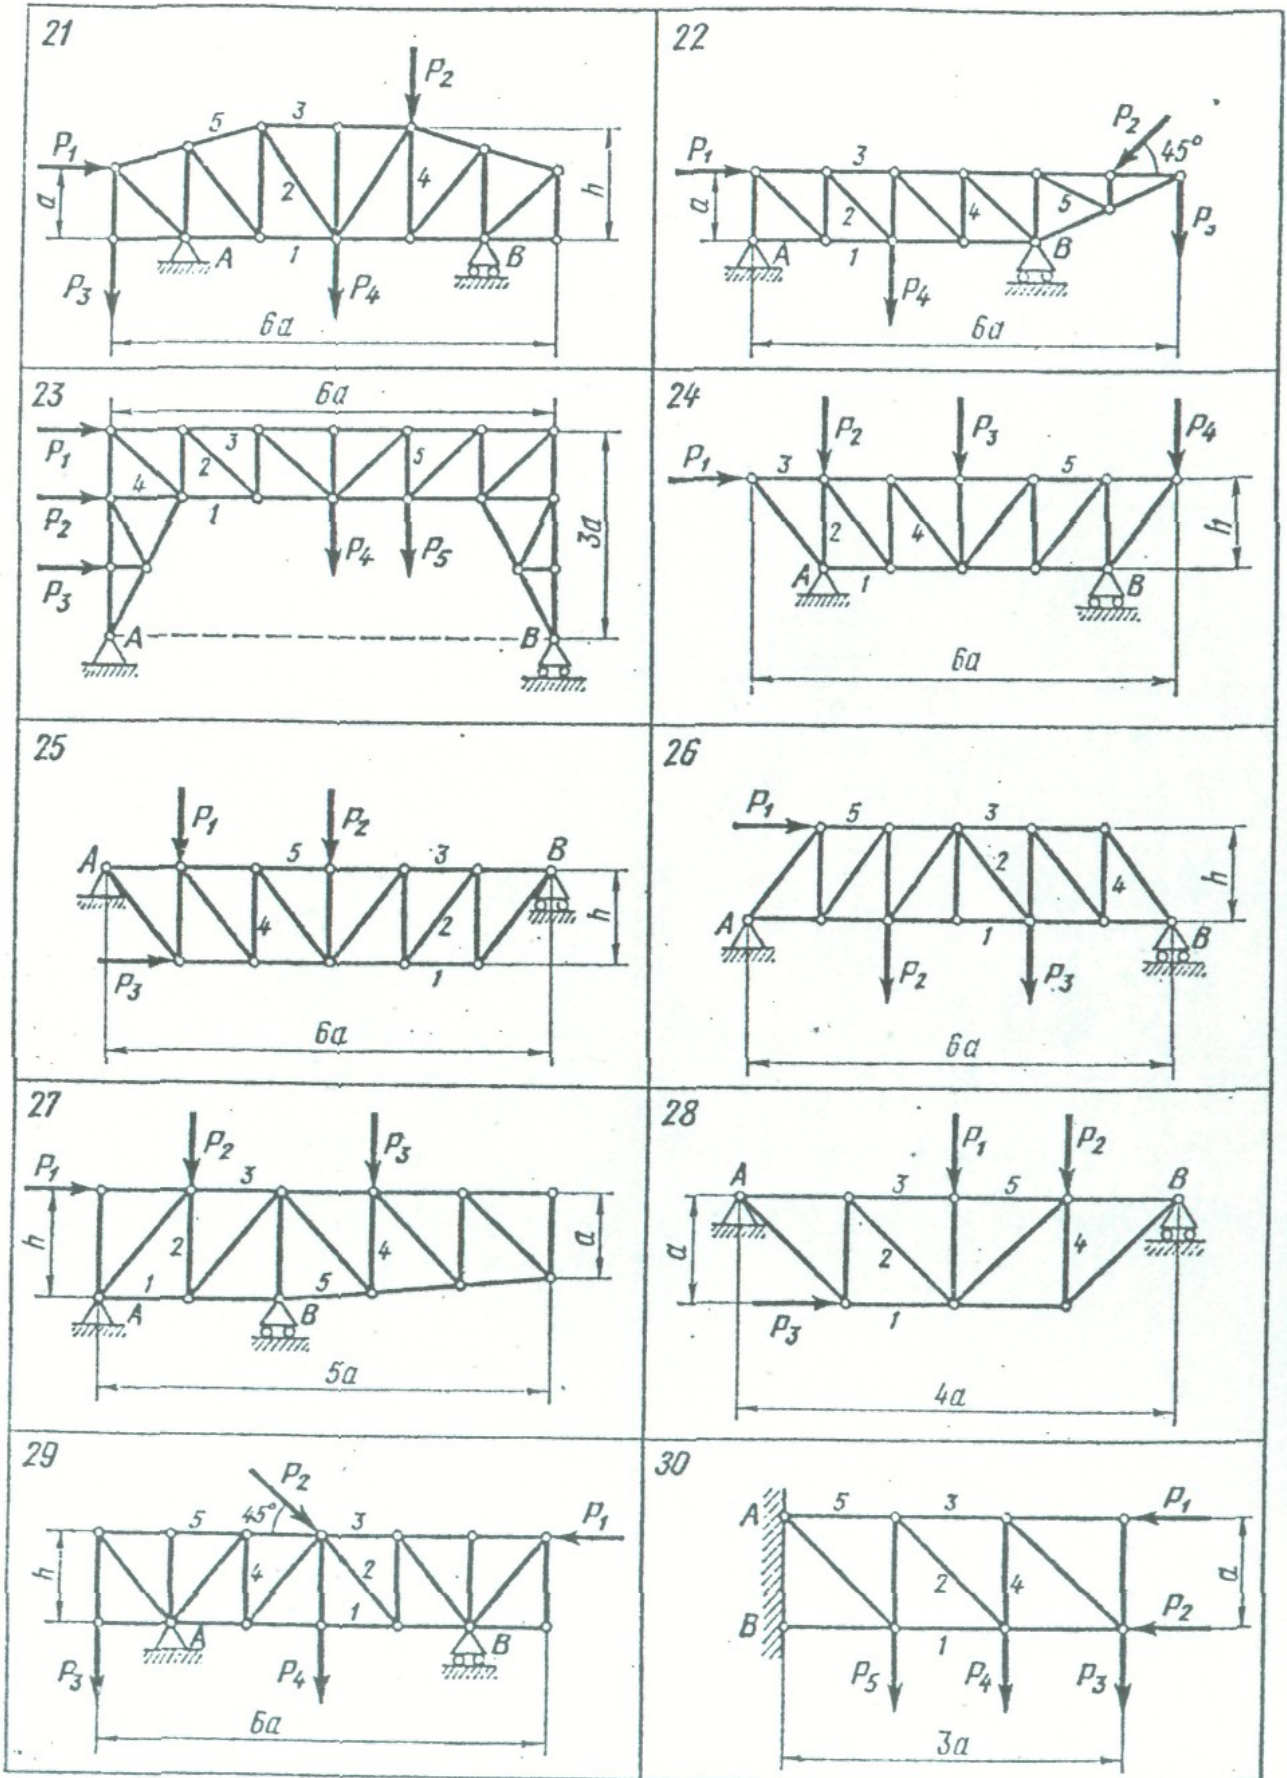 21
P₂
5 3
P₁
a 2 4 h
A 1 B
P₃ P₄
6a
22
P₂
P₁ 3 45°
a 2 4 5
A 1 B P₃
P₄
6a
23
6a
P₁ 3 2 5
4
P₂ 1
P₄ P₅ 3a
P₃
A B
24
P₂ P₃ P₄
P₁ 3 5
2 4 h
A 1 B
6a
25
P₁ P₂
A 5 3 B
4 2 h
P₃ 1
6a
26
P₁ 5 3
2 4 h
A 1 B
P₂ P₃
6a
27
P₂ P₃
P₁ 3
h 2 4 a
1 A 5
B
5a
28
P₁ P₂
A 3 5 B
a 2 4
P₃ 1
4a
29
P₂
5 45° 3 P₁
h 4 2
A 1 B
P₃ P₄
6a
30
A 5 3 P₁
2 4 a
B 1 P₂
P₅ P₄ P₃
3a